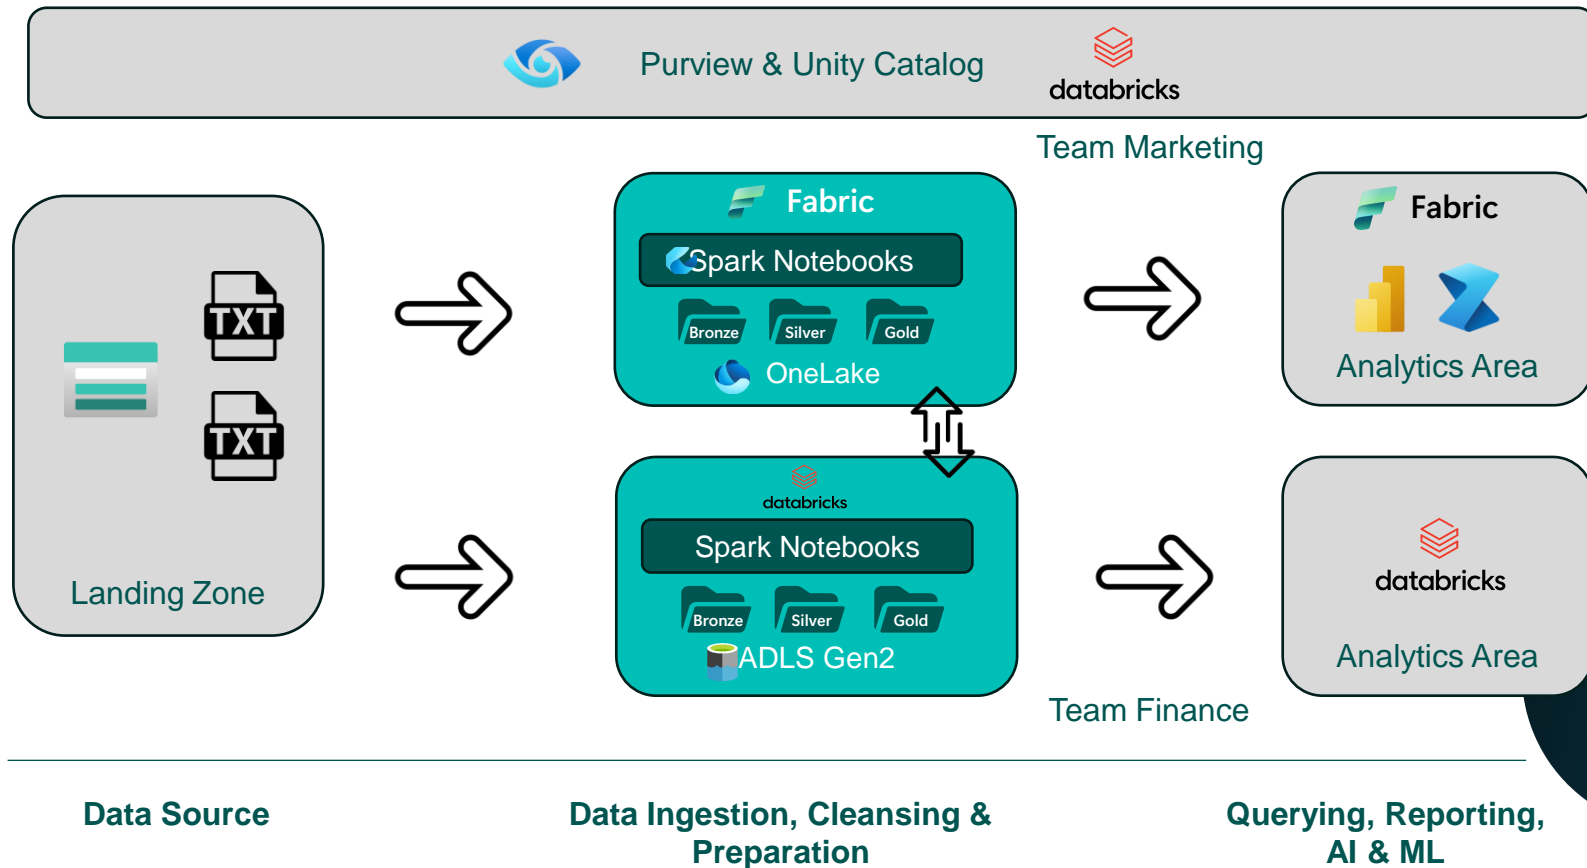 Purview & Unity Catalog
databricks
Team Marketing
Fabric
Spark Notebooks
Bronze
Silver
Gold
OneLake
Fabric
Analytics Area
TXT
TXT
Landing Zone
databricks
Spark Notebooks
Bronze
Silver
Gold
ADLS Gen2
databricks
Analytics Area
Team Finance
Data Source
Data Ingestion, Cleansing &
Preparation
Querying, Reporting,
AI & ML